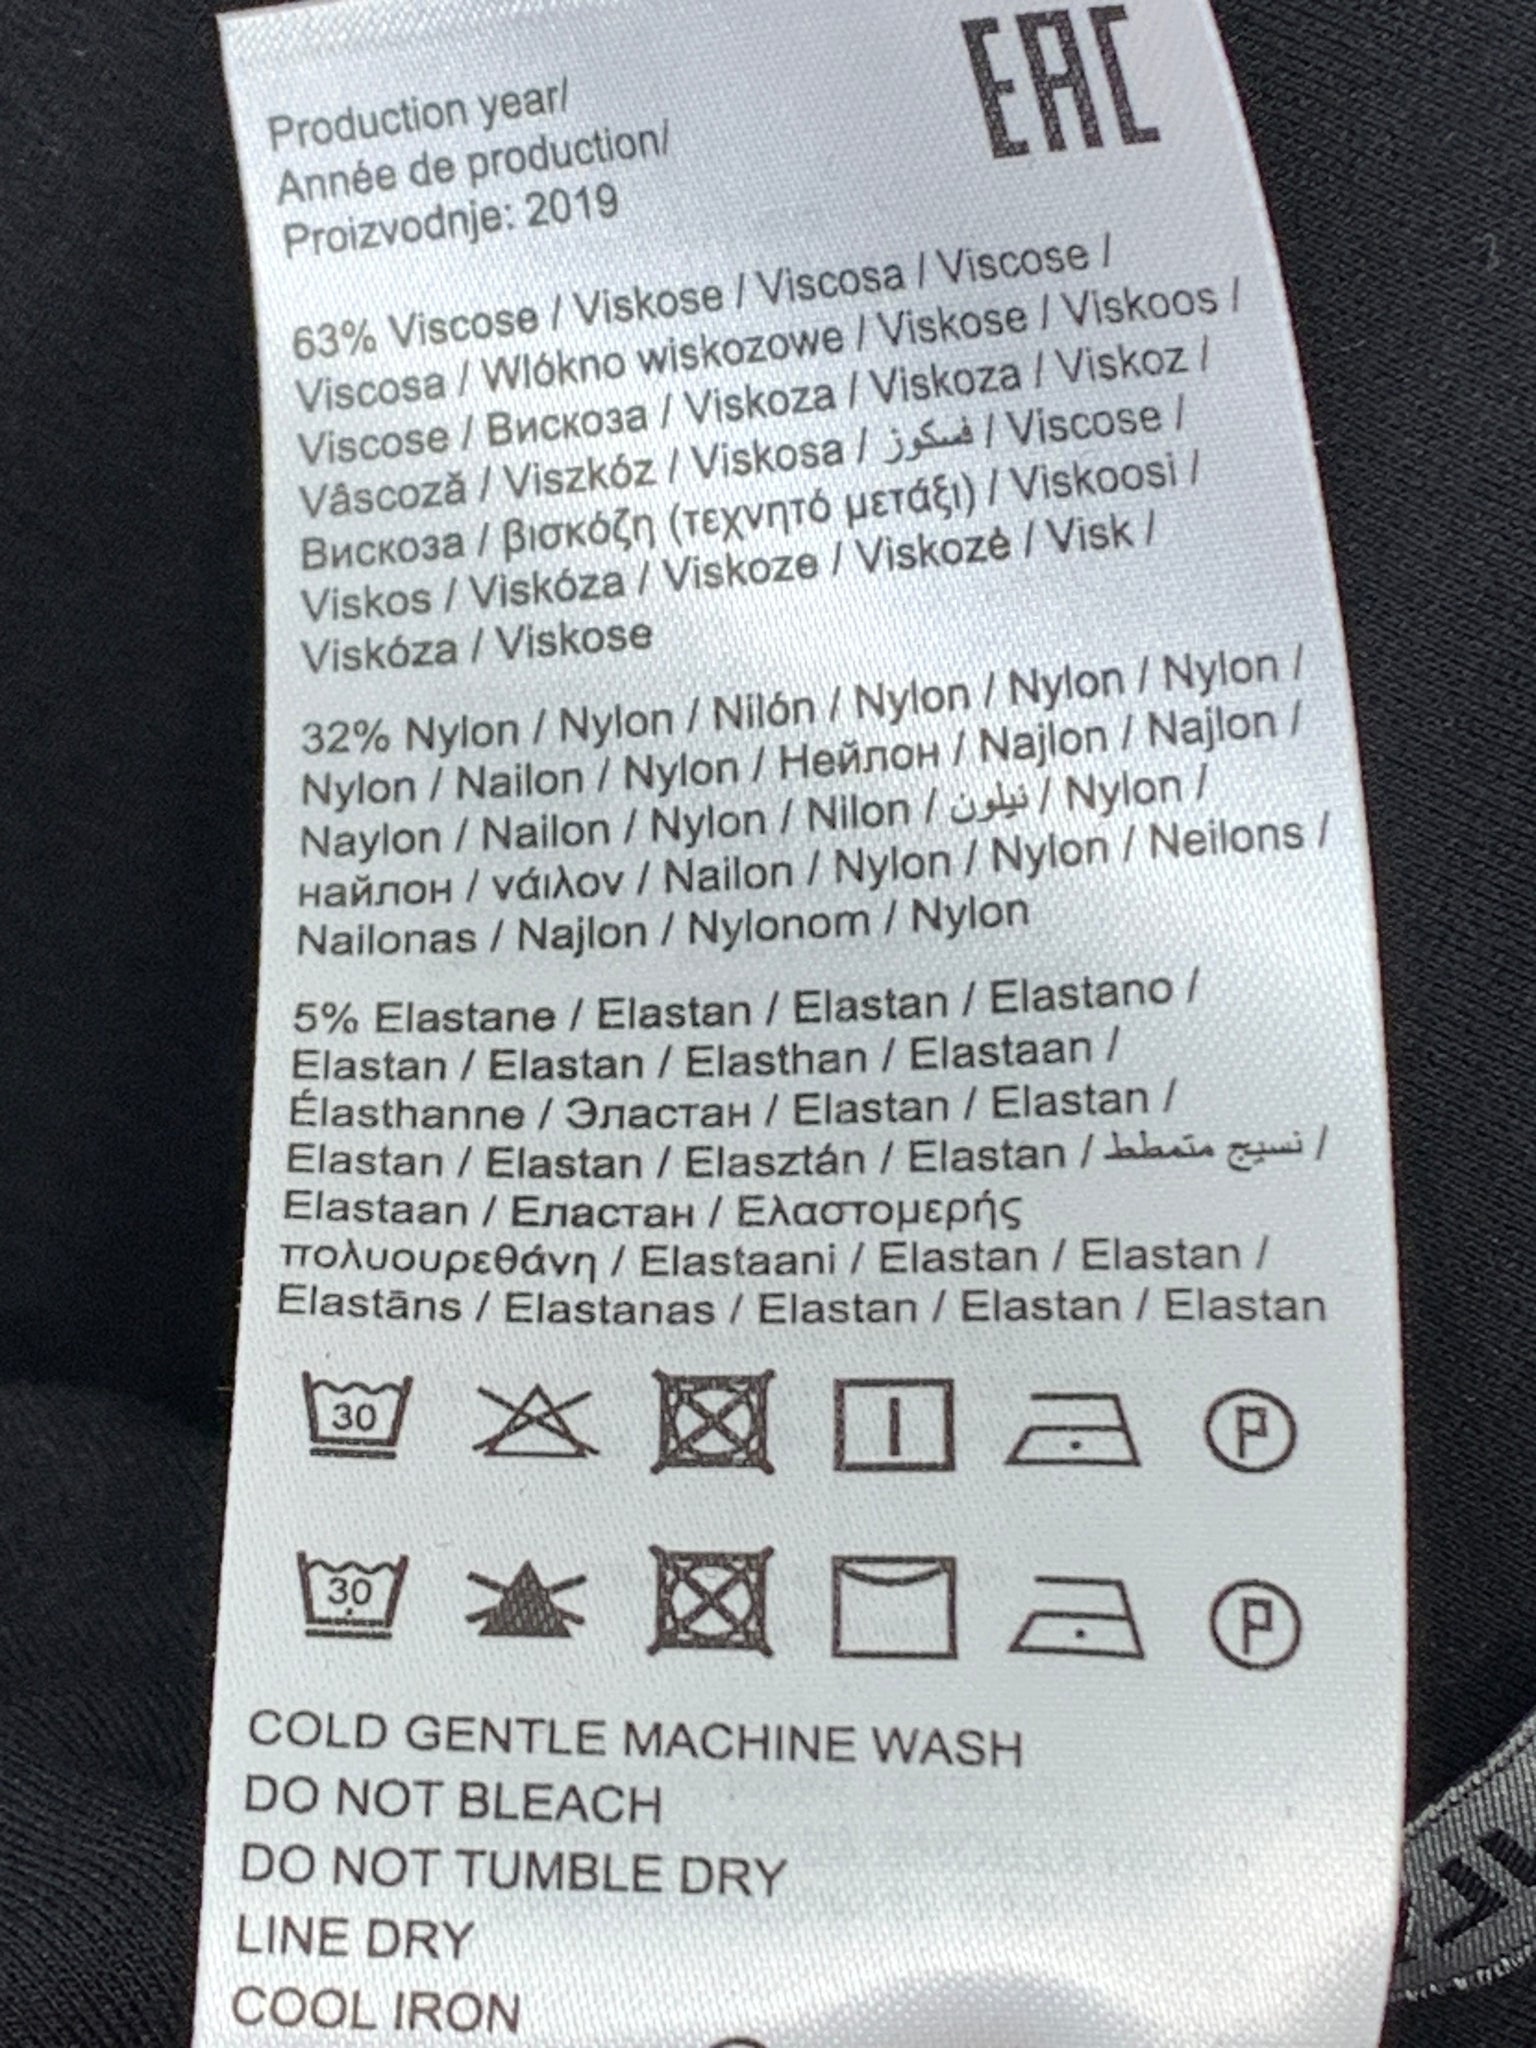 EAC
Production year/
Année de production/
Proizvodnje: 2019
63% Viscose / Viskose / Viscosa / Viscose /
Viscosa / Wlókno wiskozowe / Viskose / Viskoos /
Viscose / Вискоза / Viskoza / Viskoza / Viskoz /
Vâscoză / Viszkóz / Viskosa / فسكوز / Viscose /
Вискоза / βισκόζη (τεχνητό μετάξι) / Viskoosi /
Viskos / Viskóza / Viskoze / Viskozė / Visk /
Viskóza / Viskose
32% Nylon / Nylon / Nilón / Nylon / Nylon / Nylon /
Nylon / Nailon / Nylon / Нейлон / Najlon / Najlon /
Naylon / Nailon / Nylon / Nilon / نيلون / Nylon /
найлон / νάιλον / Nailon / Nylon / Nylon / Neilons /
Nailonas / Najlon / Nylonom / Nylon
5% Elastane / Elastan / Elastan / Elastano /
Elastan / Elastan / Elasthan / Elastaan /
Élasthanne / Эластан / Elastan / Elastan /
Elastan / Elastan / Elasztán / Elastan / نسيج متمطط /
Elastaan / Еластан / Ελαστομερής
πολυουρεθάνη / Elastaani / Elastan / Elastan /
Elastāns / Elastanas / Elastan / Elastan / Elastan
30 P
30 P
COLD GENTLE MACHINE WASH
DO NOT BLEACH
DO NOT TUMBLE DRY
LINE DRY
COOL IRON